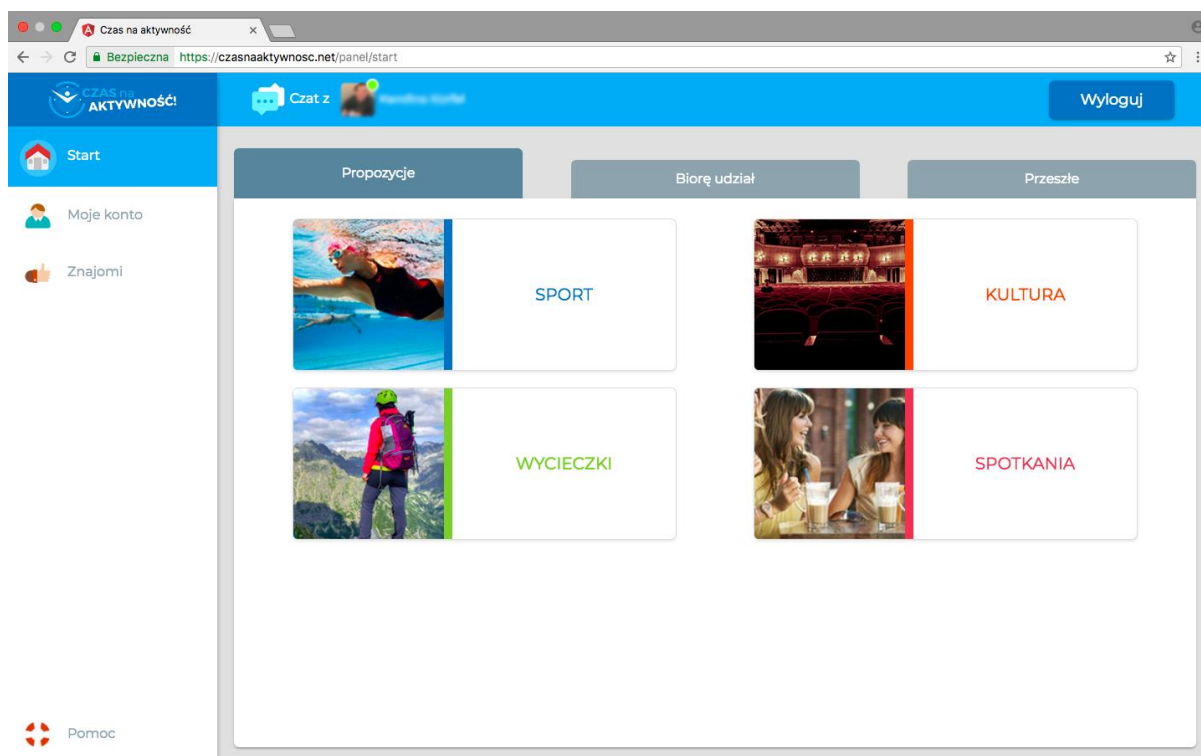 Czas na aktywność
Bezpieczna https://czasnaaktywnosc.net/panel/start
CZAS na
AKTYWNOŚĆ!
Czat z
Wyloguj
Start
Moje konto
Znajomi
Pomoc
Propozycje
Biorę udział
Przeszłe
SPORT
KULTURA
WYCIECZKI
SPOTKANIA